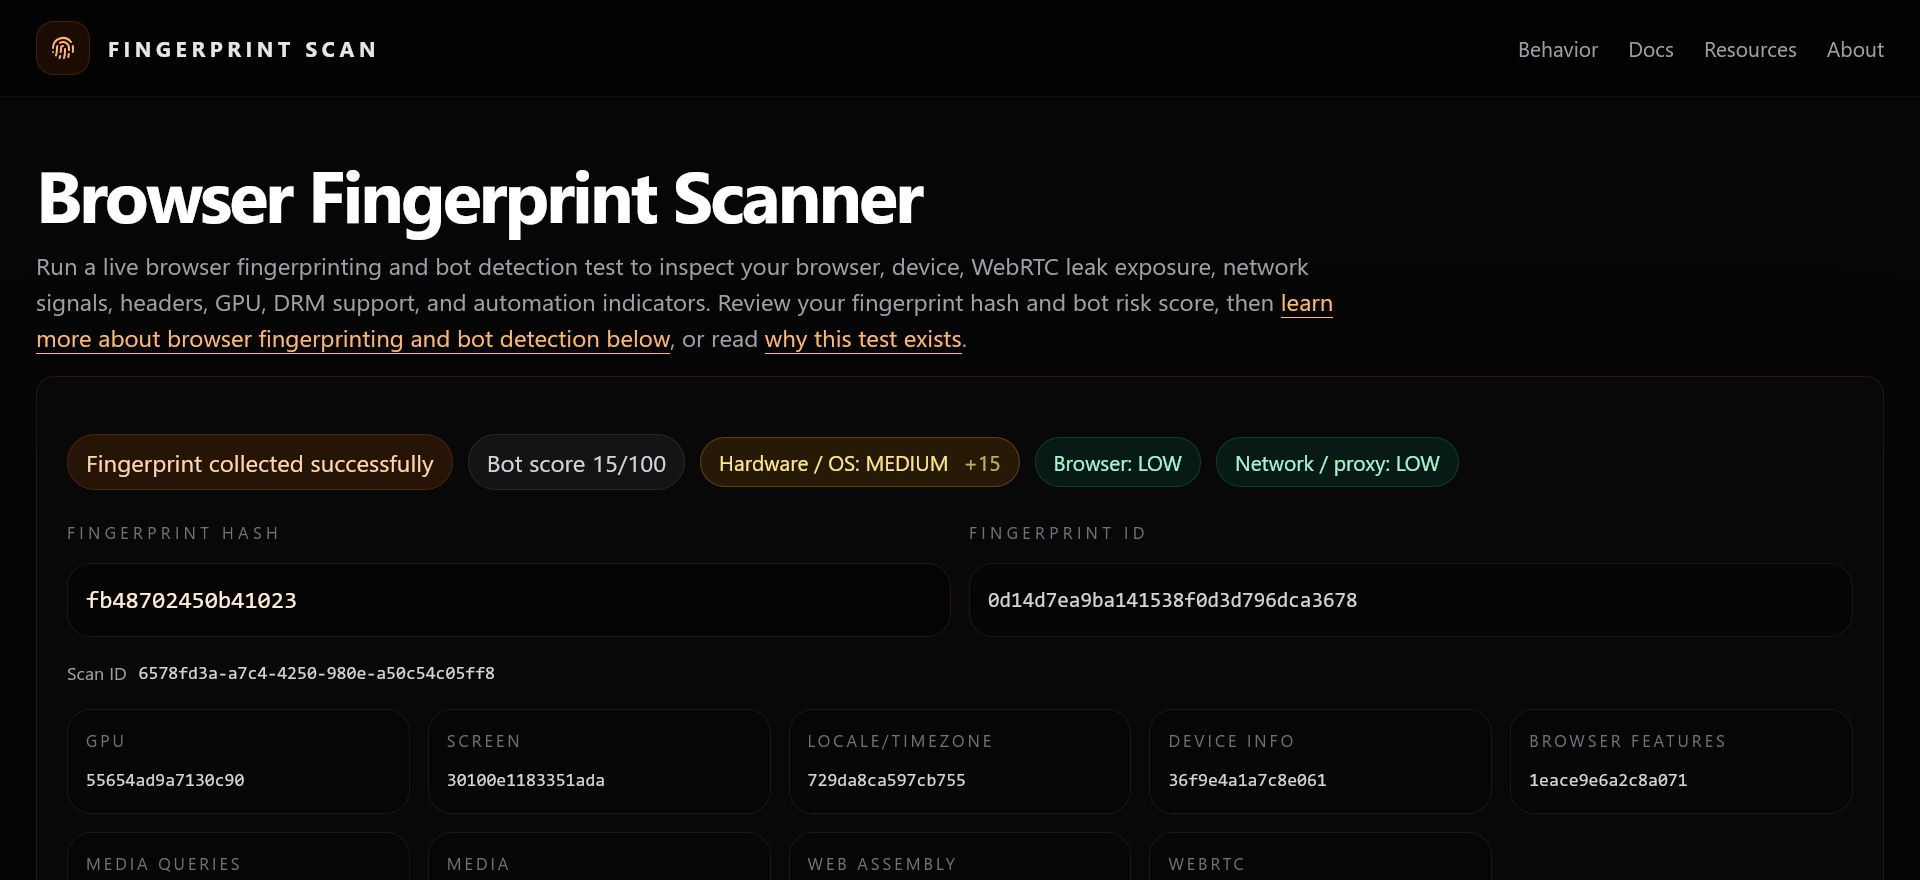 FINGERPRINT SCAN
Behavior Docs Resources About
Browser Fingerprint Scanner
Run a live browser fingerprinting and bot detection test to inspect your browser, device, WebRTC leak exposure, network
signals, headers, GPU, DRM support, and automation indicators. Review your fingerprint hash and bot risk score, then learn
more about browser fingerprinting and bot detection below, or read why this test exists.
Fingerprint collected successfully Bot score 15/100 Hardware / OS: MEDIUM +15 Browser: LOW Network / proxy: LOW
FINGERPRINT HASH FINGERPRINT ID
fb48702450b41023 0d14d7ea9ba141538f0d3d796dca3678
Scan ID 6578fd3a-a7c4-4250-980e-a50c54c05ff8
GPU SCREEN LOCALE/TIMEZONE DEVICE INFO BROWSER FEATURES
55654ad9a7130c90 30100e1183351ada 729da8ca597cb755 36f9e4a1a7c8e061 1eace9e6a2c8a071
MEDIA QUERIES MEDIA WEB ASSEMBLY WEBRTC